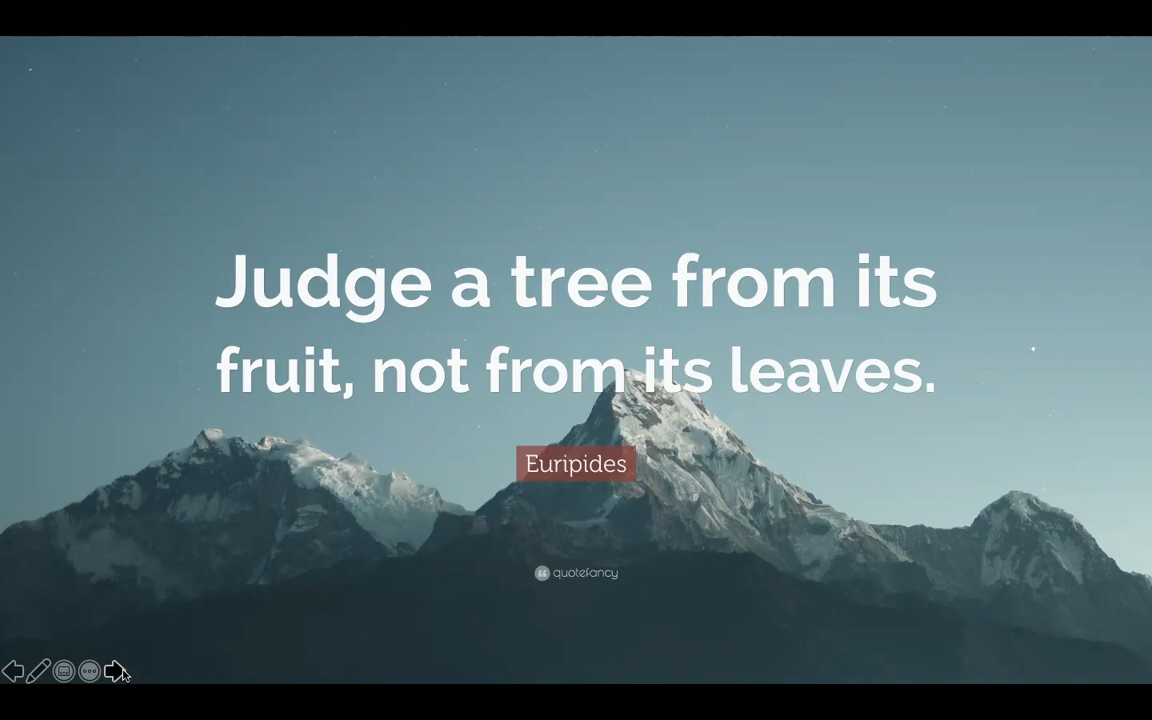 Judge a tree from its
fruit, not from its leaves.
Euripides
quotefancy